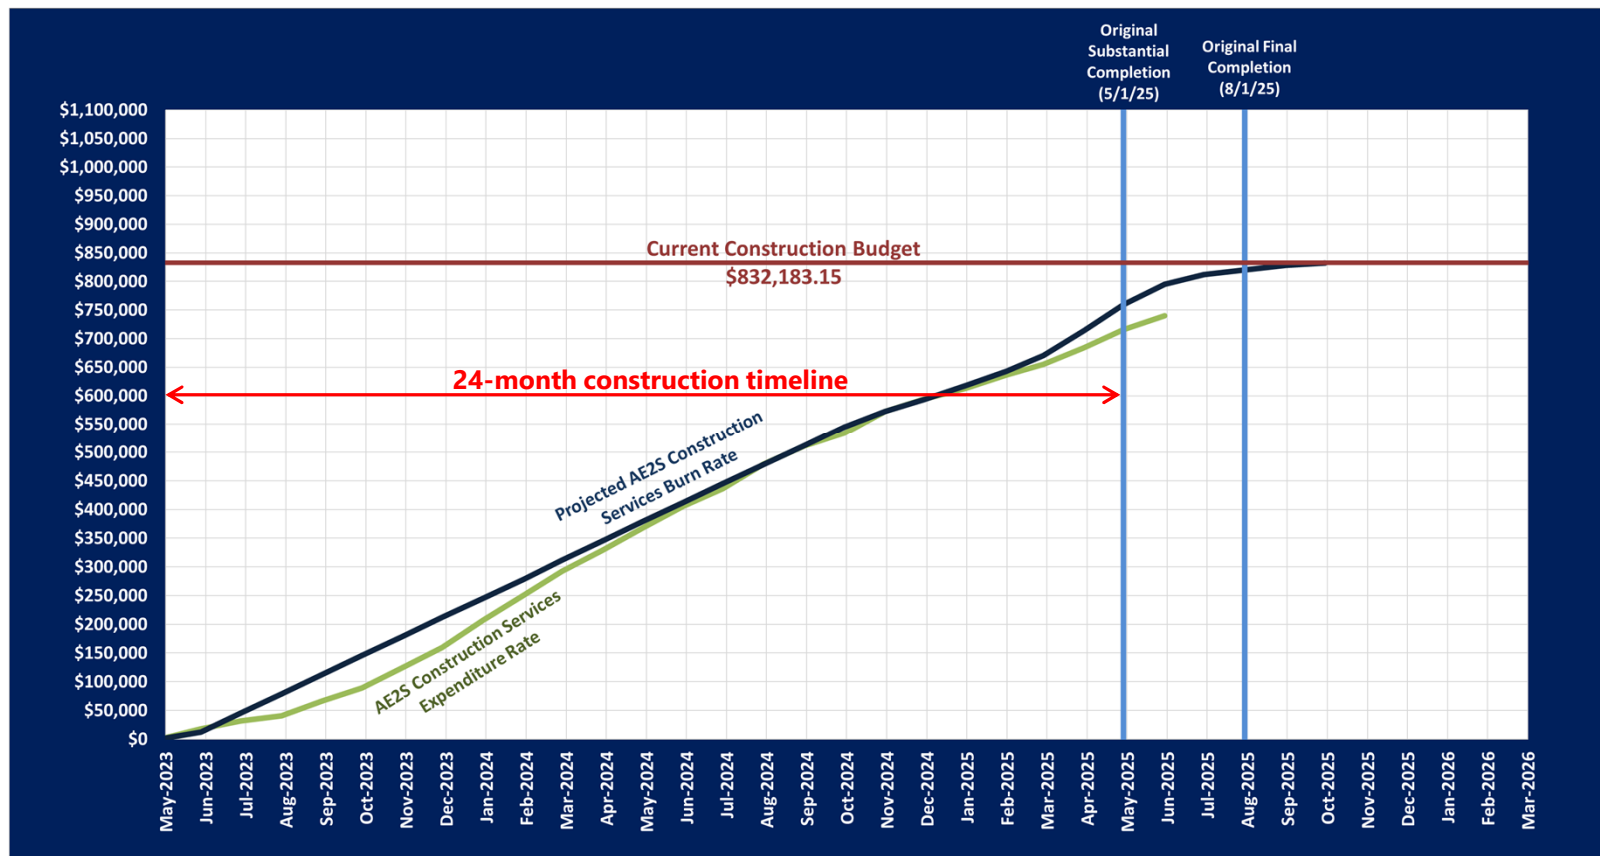 Original
Substantial
Completion
(5/1/25)
Original Final
Completion
(8/1/25)
$1,100,000
$1,050,000
$1,000,000
$950,000
$900,000
$850,000
$800,000
$750,000
$700,000
$650,000
$600,000
$550,000
$500,000
$450,000
$400,000
$350,000
$300,000
$250,000
$200,000
$150,000
$100,000
$50,000
$0
Current Construction Budget
$832,183.15
24-month construction timeline
Projected AE2S Construction
Services Burn Rate
AE2S Construction Services
Expenditure Rate
May-2023
Jun-2023
Jul-2023
Aug-2023
Sep-2023
Oct-2023
Nov-2023
Dec-2023
Jan-2024
Feb-2024
Mar-2024
Apr-2024
May-2024
Jun-2024
Jul-2024
Aug-2024
Sep-2024
Oct-2024
Nov-2024
Dec-2024
Jan-2025
Feb-2025
Mar-2025
Apr-2025
May-2025
Jun-2025
Jul-2025
Aug-2025
Sep-2025
Oct-2025
Nov-2025
Dec-2025
Jan-2026
Feb-2026
Mar-2026